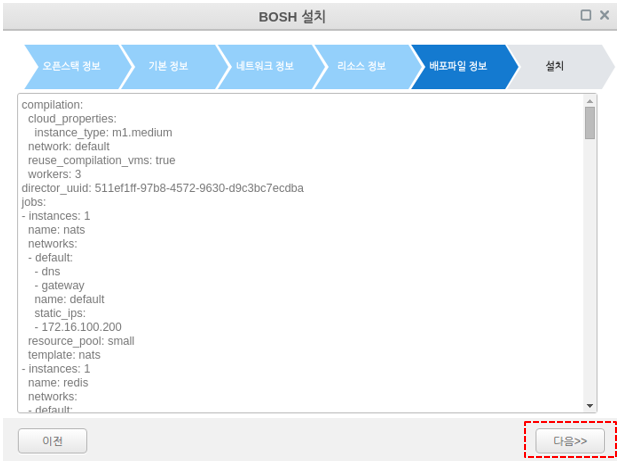 BOSH 설치
오픈스택 정보
기본 정보
네트워크 정보
리소스 정보
배포파일 정보
설치
compilation:
cloud_properties:
instance_type: m1.medium
network: default
reuse_compilation_vms: true
workers: 3
director_uuid: 511ef1ff-97b8-4572-9630-d9c3bc7ecdba
jobs:
- instances: 1
name: nats
networks:
- default:
- dns
- gateway
name: default
static_ips:
- 172.16.100.200
resource_pool: small
template: nats
- instances: 1
name: redis
networks:
- default:
이전
다음>>